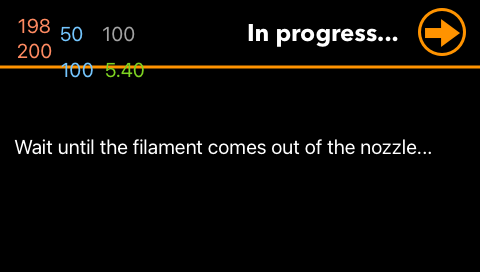 198 50 100 In progress...
200
100 5.40
Wait until the filament comes out of the nozzle...